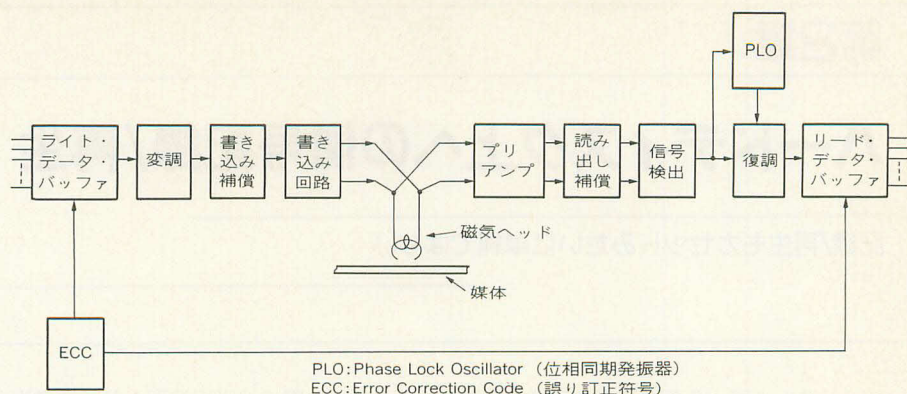 PLO
ライト・
データ・
バッファ
変調
書き
込み
補償
書き
込み
回路
プリ
アンプ
読み
出し
補償
信号
検出
復調
リード・
データ・
バッファ
磁気ヘッド
媒体
ECC
PLO:Phase Lock Oscillator (位相同期発振器)
ECC:Error Correction Code (誤り訂正符号)